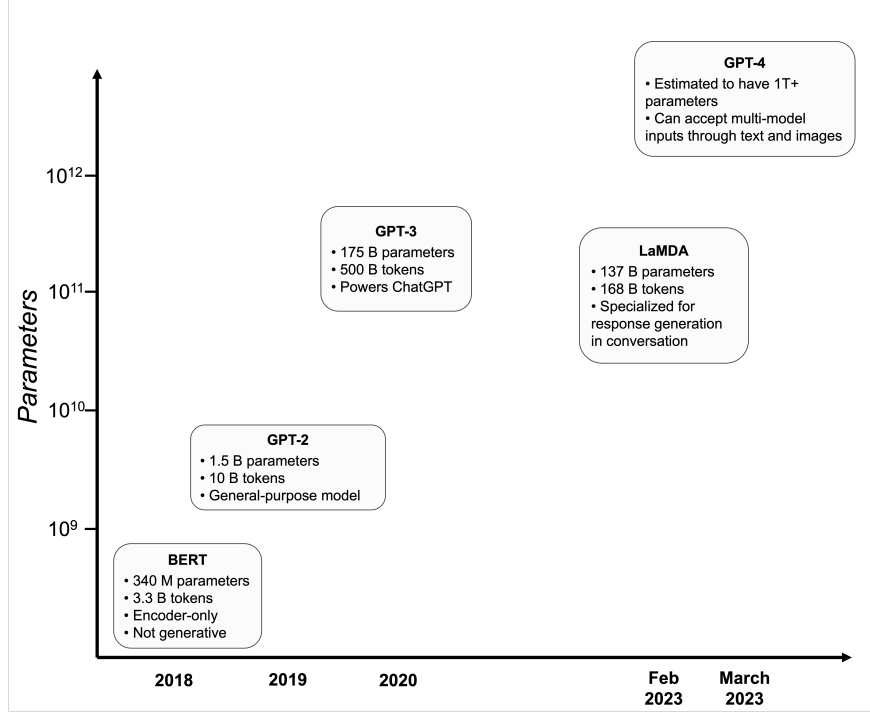 GPT-4
• Estimated to have 1T+
parameters
• Can accept multi-model
inputs through text and images
10¹²
GPT-3
• 175 B parameters
• 500 B tokens
• Powers ChatGPT
LaMDA
• 137 B parameters
• 168 B tokens
• Specialized for
response generation
in conversation
10¹¹
Parameters
10¹⁰
GPT-2
• 1.5 B parameters
• 10 B tokens
• General-purpose model
10⁹
BERT
• 340 M parameters
• 3.3 B tokens
• Encoder-only
• Not generative
2018
2019
2020
Feb
2023
March
2023